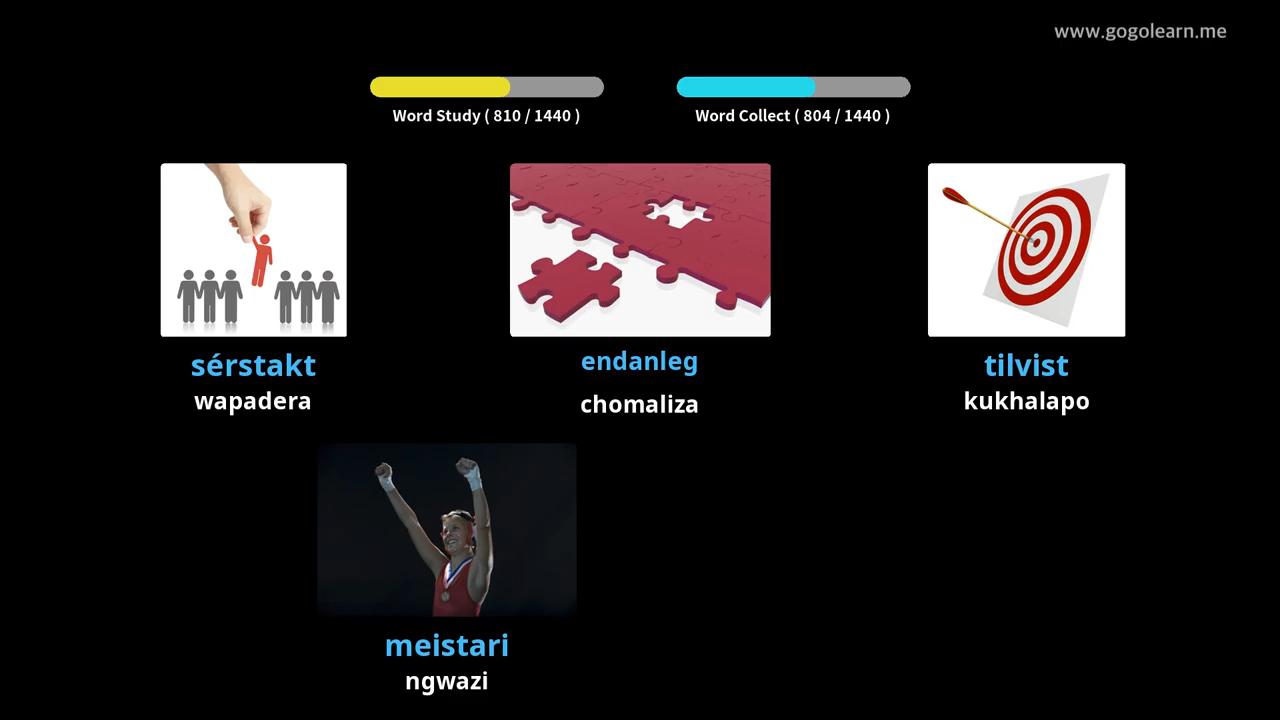 www.gogolearn.me
Word Study ( 810 / 1440 )
Word Collect ( 804 / 1440 )
sérstakt
wapadera
endanleg
chomaliza
tilvist
kukhalapo
meistari
ngwazi